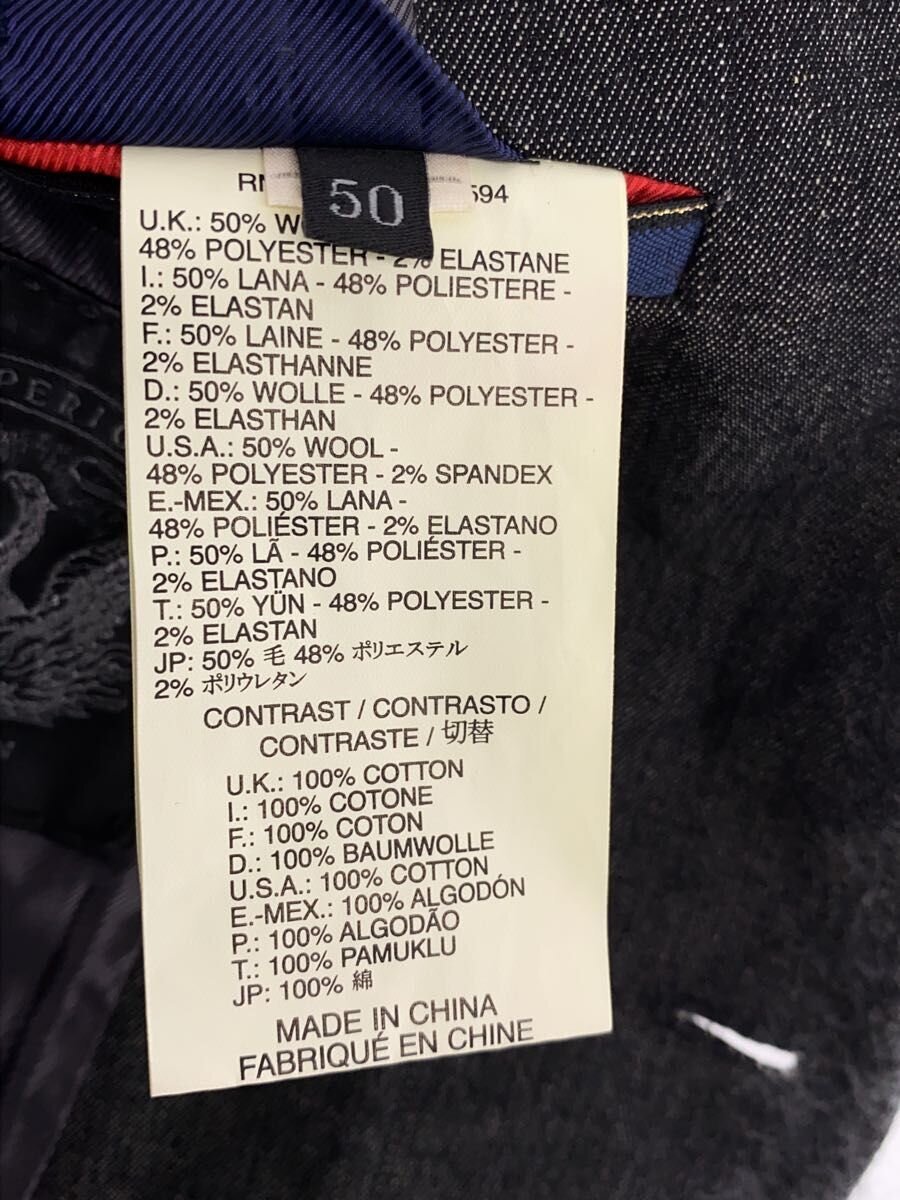 50
594
U.K.: 50%
48% POLYESTER - 2% ELASTANE
I.: 50% LANA - 48% POLIESTERE -
2% ELASTAN
F.: 50% LAINE - 48% POLYESTER -
2% ELASTHANNE
D.: 50% WOLLE - 48% POLYESTER -
2% ELASTHAN
U.S.A.: 50% WOOL -
48% POLYESTER - 2% SPANDEX
E.-MEX.: 50% LANA -
48% POLIÉSTER - 2% ELASTANO
P.: 50% LÃ - 48% POLIÉSTER -
2% ELASTANO
T.: 50% YÜN - 48% POLYESTER -
2% ELASTAN
JP: 50% 毛 48% ポリエステル
2% ポリウレタン
CONTRAST / CONTRASTO /
CONTRASTE / 切替
U.K.: 100% COTTON
I.: 100% COTONE
F.: 100% COTON
D.: 100% BAUMWOLLE
U.S.A.: 100% COTTON
E.-MEX.: 100% ALGODÓN
P.: 100% ALGODÃO
T.: 100% PAMUKLU
JP: 100% 綿
MADE IN CHINA
FABRIQUÉ EN CHINE